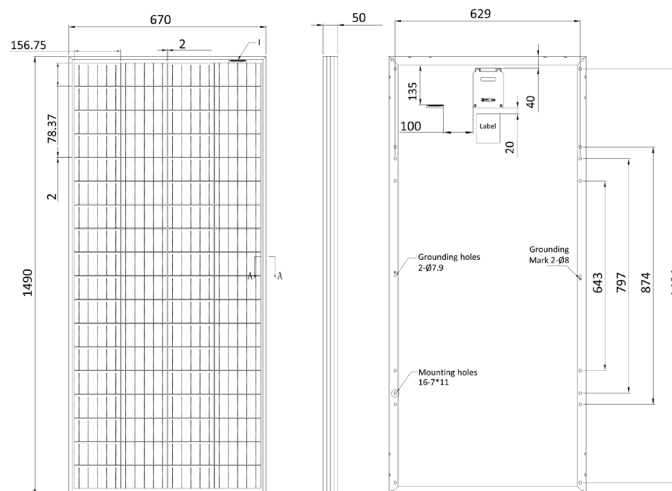 670
156.75
2
78.37
2
1490
A
A
50
629
135
100
40
20
Label
Grounding holes
2-Ø7.9
Grounding
Mark 2-Ø8
Mounting holes
16-7*11
643
797
874